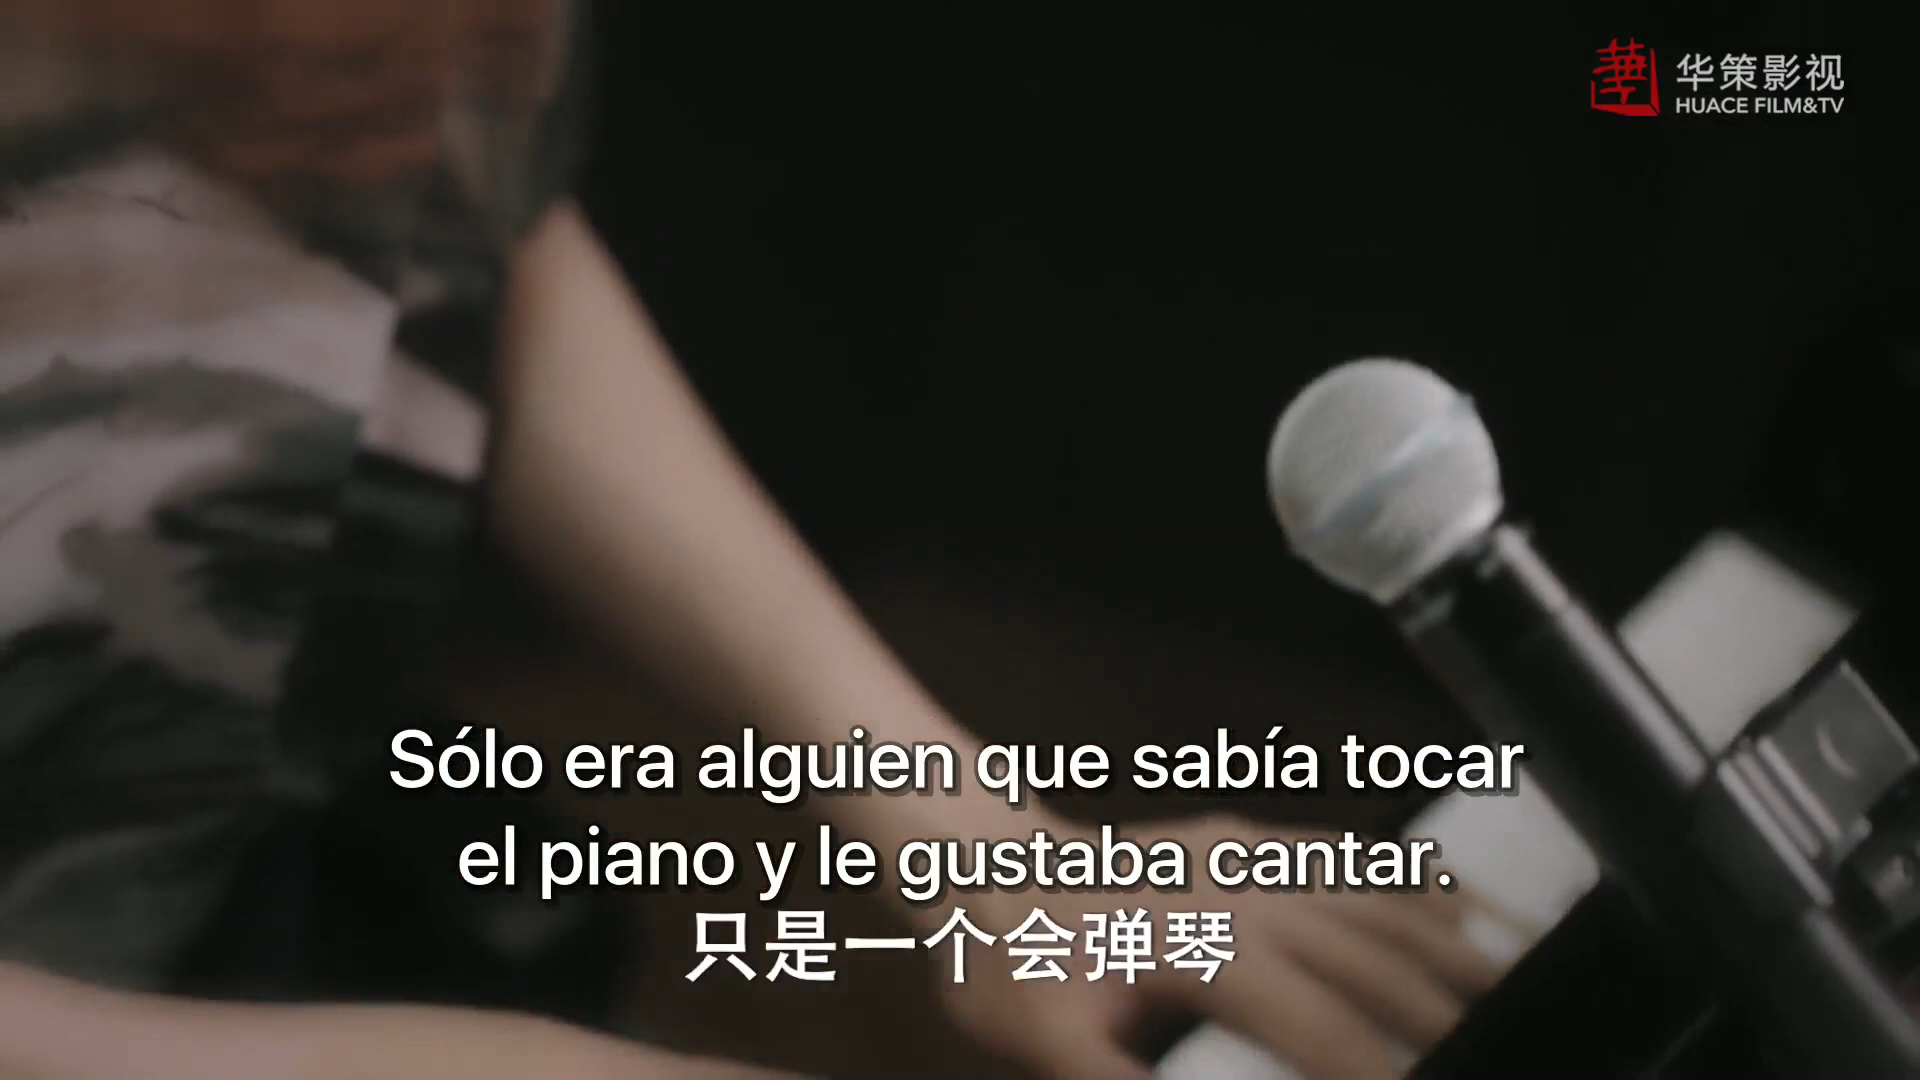 華
华策影视
HUACE FILM&TV
Sólo era alguien que sabía tocar
el piano y le gustaba cantar.
只是一个会弹琴